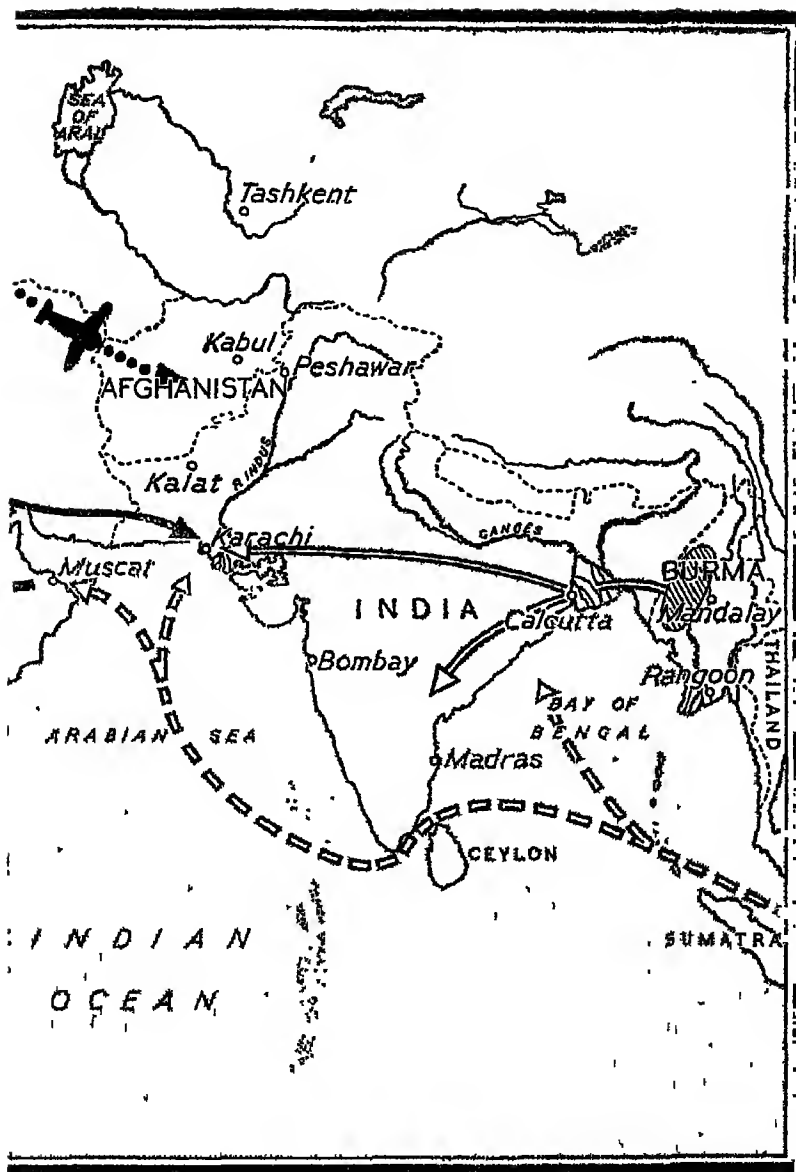 SEA
OF
ARAL
Tashkent
Kabul
Peshawar
AFGHANISTAN
R. INDUS
Kalat
GANGES
Karachi
Muscat
BURMA
INDIA
Calcutta
Mandalay
Bombay
Rangoon
THAILAND
BAY OF
BENGAL
ARABIAN SEA
Madras
CEYLON
INDIAN
OCEAN
SUMATRA